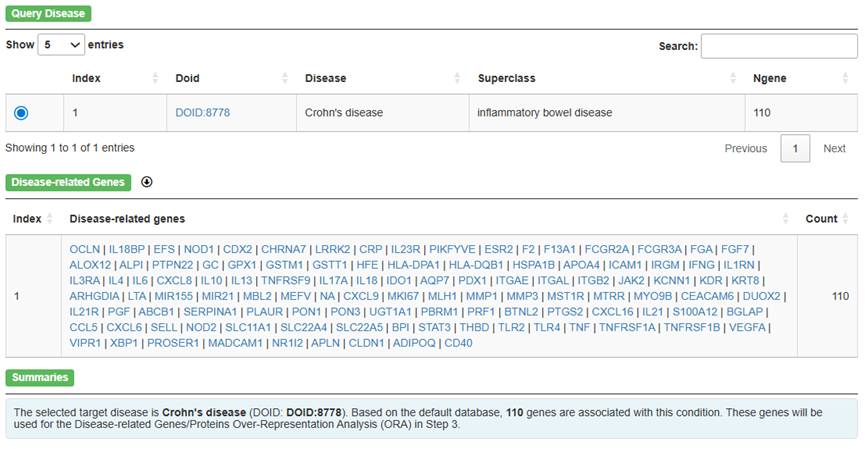 Query Disease
Show 5 entries
Search:
Index Doid Disease Superclass Ngene
1 DOID:8778 Crohn's disease inflammatory bowel disease 110
Showing 1 to 1 of 1 entries
Previous 1 Next
Disease-related Genes
Index Disease-related genes Count
OCLN | IL18BP | EFS | NOD1 | CDX2 | CHRNA7 | LRRK2 | CRP | IL23R | PIKFYVE | ESR2 | F2 | F13A1 | FCGR2A | FCGR3A | FGA | FGF7 |
ALOX12 | ALPI | PTPN22 | GC | GPX1 | GSTM1 | GSTT1 | HFE | HLA-DPA1 | HLA-DQB1 | HSPA1B | APOA4 | ICAM1 | IRGM | IFNG | IL1RN |
IL3RA | IL4 | IL6 | CXCL8 | IL10 | IL13 | TNFRSF9 | IL17A | IL18 | IDO1 | AQP7 | PDX1 | ITGAE | ITGAL | ITGB2 | JAK2 | KCNN1 | KDR | KRT8 |
1 ARHGDIA | LTA | MIR155 | MIR21 | MBL2 | MEFV | NA | CXCL9 | MKI67 | MLH1 | MMP1 | MMP3 | MST1R | MTRR | MYO9B | CEACAM6 | DUOX2 | 110
IL21R | PGF | ABCB1 | SERPINA1 | PLAUR | PON1 | PON3 | UGT1A1 | PBRM1 | PRF1 | BTNL2 | PTGS2 | CXCL16 | IL21 | S100A12 | BGLAP |
CCL5 | CXCL6 | SELL | NOD2 | SLC11A1 | SLC22A4 | SLC22A5 | BPI | STAT3 | THBD | TLR2 | TLR4 | TNF | TNFRSF1A | TNFRSF1B | VEGFA |
VIPR1 | XBP1 | PROSER1 | MADCAM1 | NR1I2 | APLN | CLDN1 | ADIPOQ | CD40
Summaries
The selected target disease is Crohn's disease (DOID: DOID:8778). Based on the default database, 110 genes are associated with this condition. These genes will be
used for the Disease-related Genes/Proteins Over-Representation Analysis (ORA) in Step 3.